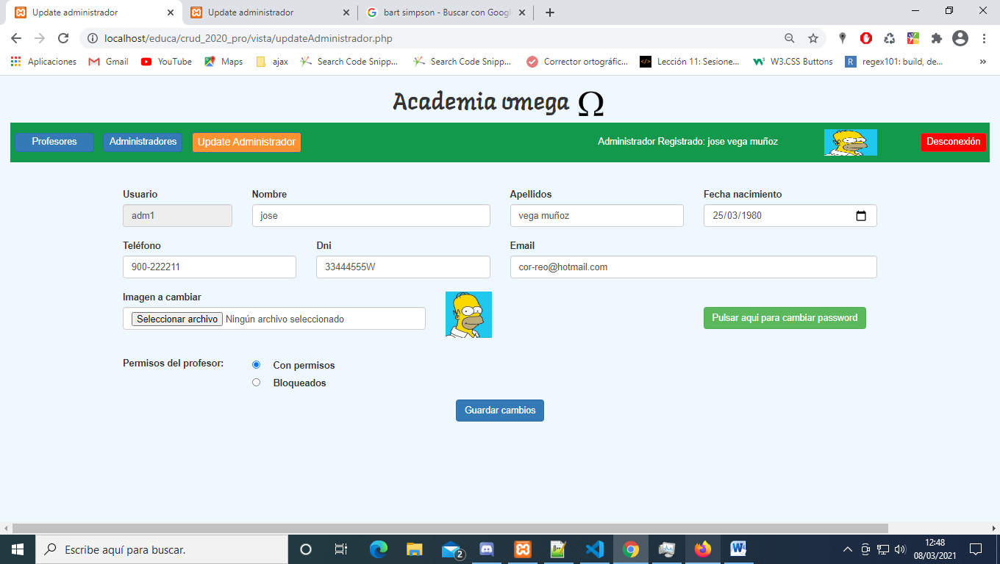 Update administrador
Update administrador
bart simpson - Buscar con Googl
localhost/educa/crud_2020_pro/vista/updateAdministrador.php
Aplicaciones Gmail YouTube Maps ajax Search Code Snipp... Search Code Snipp... Corrector ortográfic... </> Lección 11: Sesione... W3.CSS Buttons R regex101: build, de... »
Academia omega Ω
Profesores Administradores Update Administrador Administrador Registrado: jose vega muñoz Desconexión
Usuario Nombre Apellidos Fecha nacimiento
adm1 jose vega muñoz 25/03/1980
Teléfono Dni Email
900-222211 33444555W cor-reo@hotmail.com
Imagen a cambiar
Seleccionar archivo Ningún archivo seleccionado Pulsar aqui para cambiar password
Permisos del profesor: Con permisos
Bloqueados
Guardar cambios
Escribe aquí para buscar. 2 12:48
08/03/2021